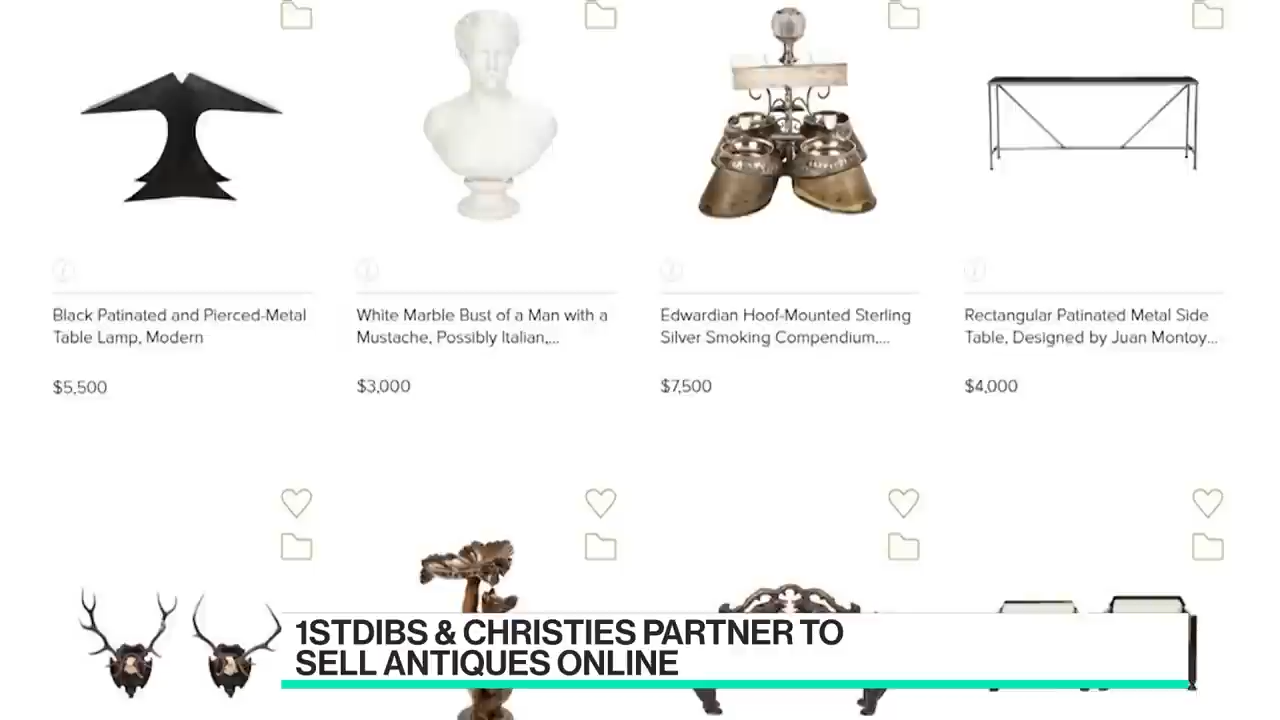 Black Patinated and Pierced-Metal
Table Lamp, Modern
$5,500
White Marble Bust of a Man with a
Mustache, Possibly Italian,...
$3,000
Edwardian Hoof-Mounted Sterling
Silver Smoking Compendium,...
$7,500
Rectangular Patinated Metal Side
Table, Designed by Juan Montoy...
$4,000
1STDIBS & CHRISTIES PARTNER TO
SELL ANTIQUES ONLINE